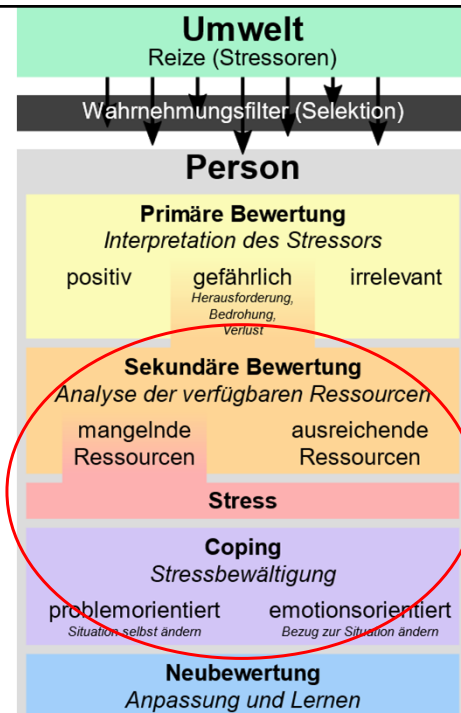 Umwelt
Reize (Stressoren)
Wahrnehmungsfilter (Selektion)
Person
Primäre Bewertung
Interpretation des Stressors
positiv gefährlich irrelevant
Herausforderung,
Bedrohung,
Verlust
Sekundäre Bewertung
Analyse der verfügbaren Ressourcen
mangelnde ausreichende
Ressourcen Ressourcen
Stress
Coping
Stressbewältigung
problemorientiert emotionsorientiert
Situation selbst ändern Bezug zur Situation ändern
Neubewertung
Anpassung und Lernen